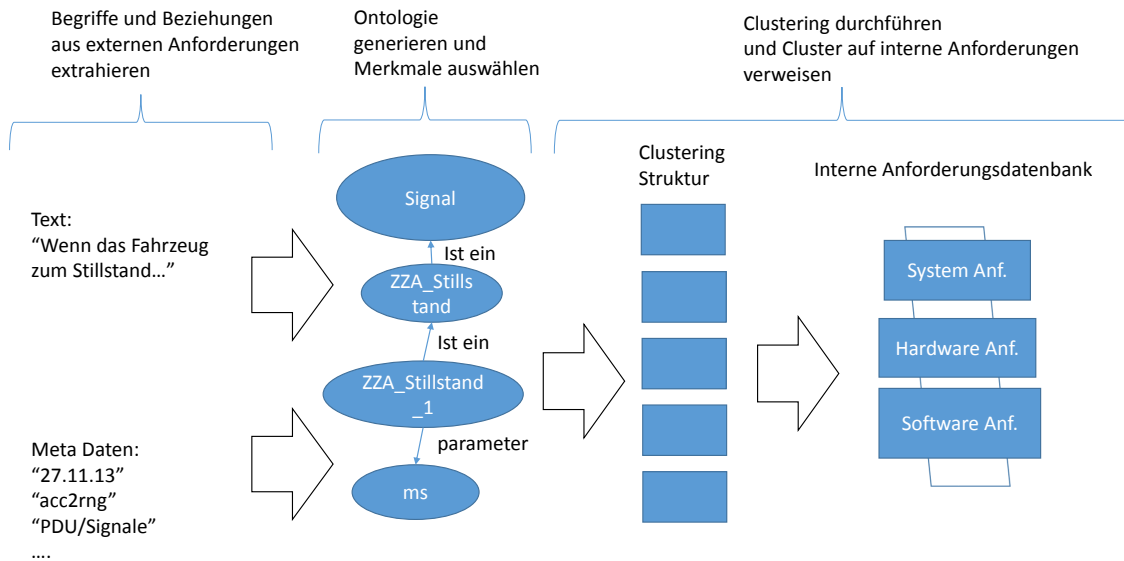 Begriffe und Beziehungen
aus externen Anforderungen
extrahieren
Ontologie
generieren und
Merkmale auswählen
Clustering durchführen
und Cluster auf interne Anforderungen
verweisen
Text:
“Wenn das Fahrzeug
zum Stillstand…”
Meta Daten:
“27.11.13”
“acc2rng”
“PDU/Signale”
….
Signal
Ist ein
ZZA_Stills
tand
Ist ein
ZZA_Stillstand
_1
parameter
ms
Clustering
Struktur
Interne Anforderungsdatenbank
System Anf.
Hardware Anf.
Software Anf.